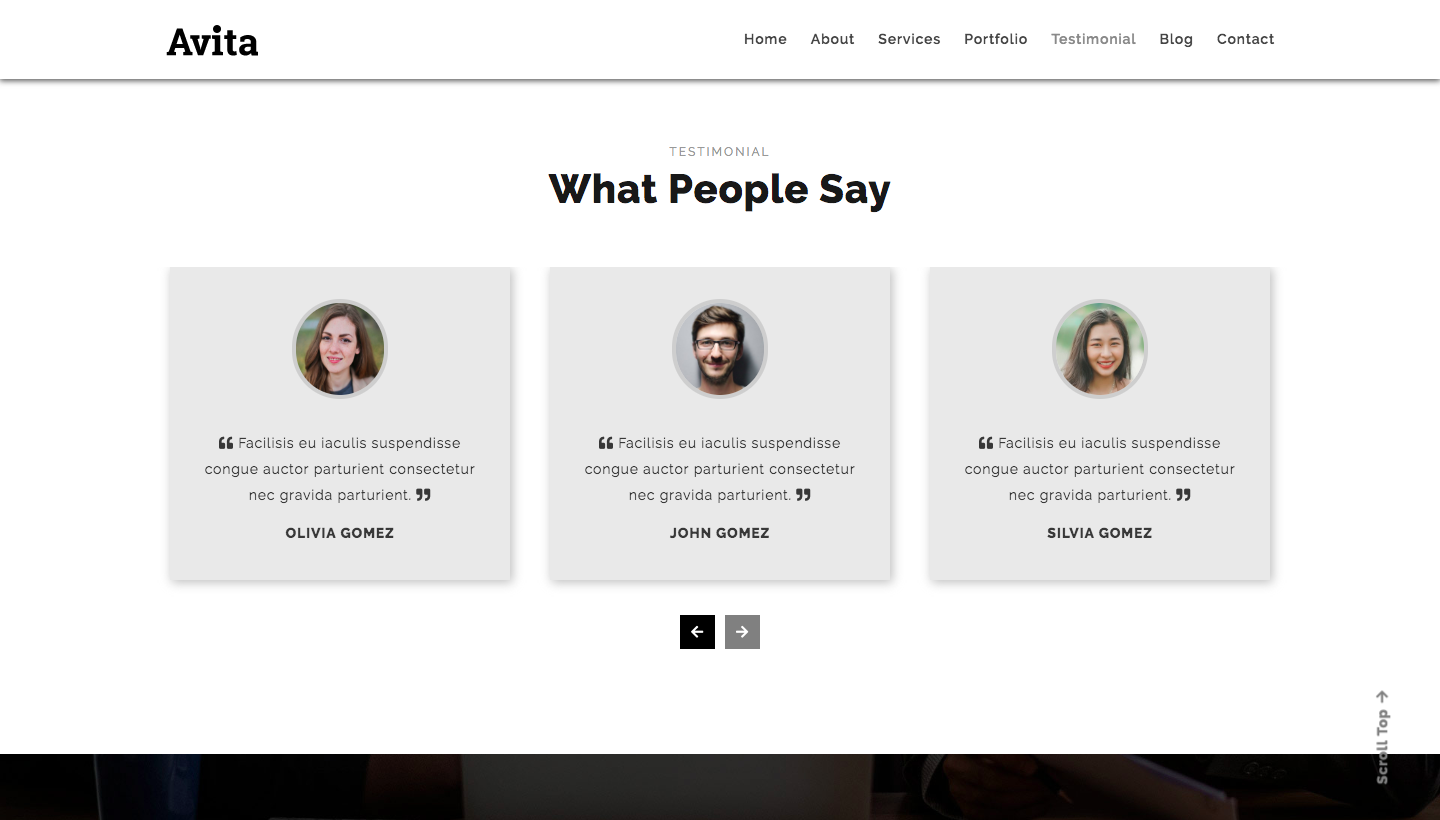 Avita
Home About Services Portfolio Testimonial Blog Contact
TESTIMONIAL
What People Say
❝ Facilisis eu iaculis suspendisse
congue auctor parturient consectetur
nec gravida parturient. ❞
OLIVIA GOMEZ
❝ Facilisis eu iaculis suspendisse
congue auctor parturient consectetur
nec gravida parturient. ❞
JOHN GOMEZ
❝ Facilisis eu iaculis suspendisse
congue auctor parturient consectetur
nec gravida parturient. ❞
SILVIA GOMEZ
← →
Scroll Top →